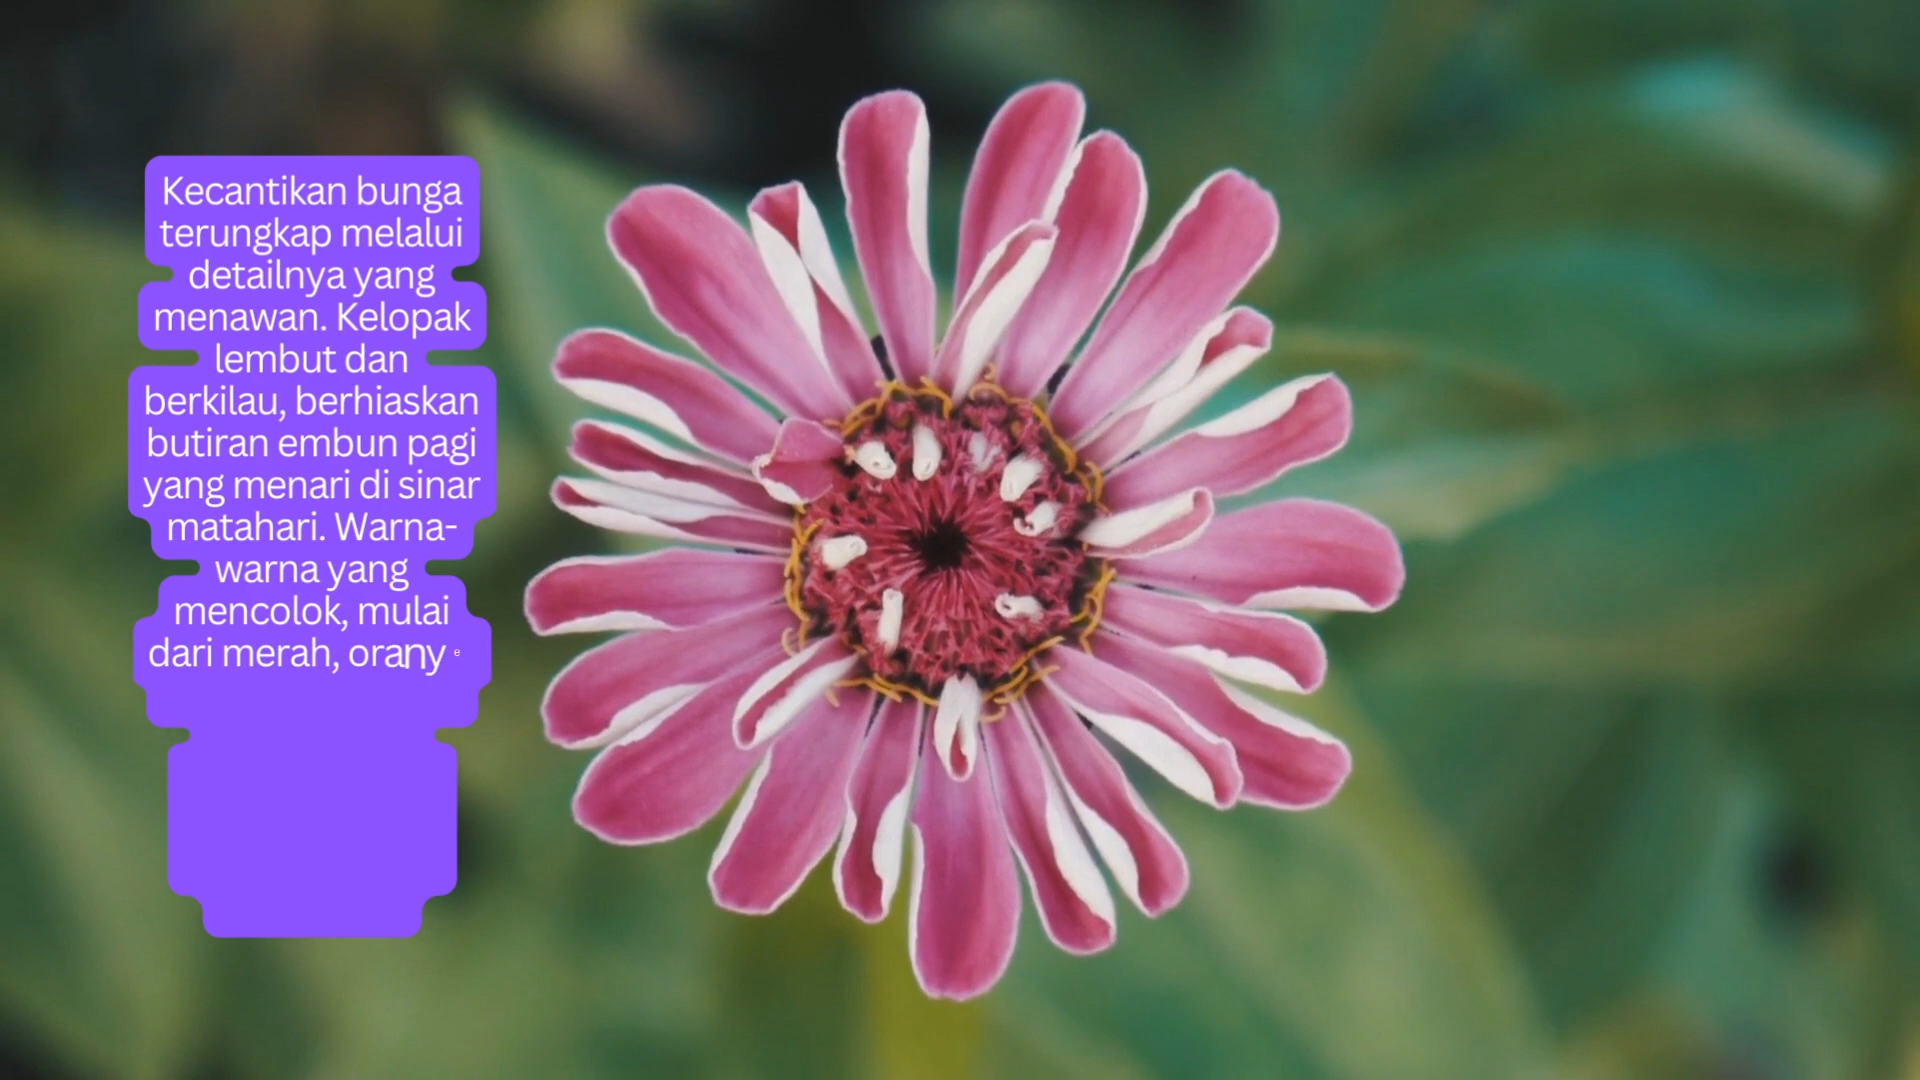 Kecantikan bunga
terungkap melalui
detailnya yang
menawan. Kelopak
lembut dan
berkilau, berhiaskan
butiran embun pagi
yang menari di sinar
matahari. Warna-
warna yang
mencolok, mulai
dari merah, oranye